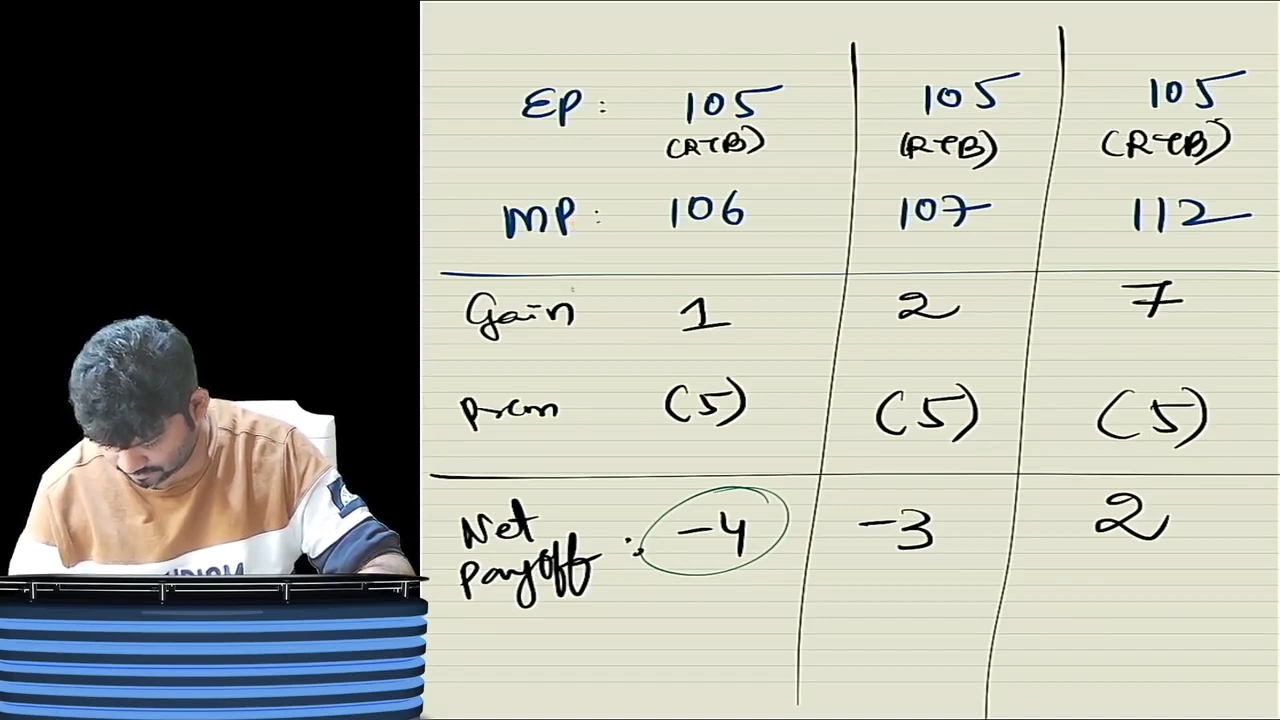 EP: 105 105 105
(RTB) (RTB) (RTB)
MP: 106 107 112
Gain 1 2 7
Prem (5) (5) (5)
Net
Payoff : -4 -3 2